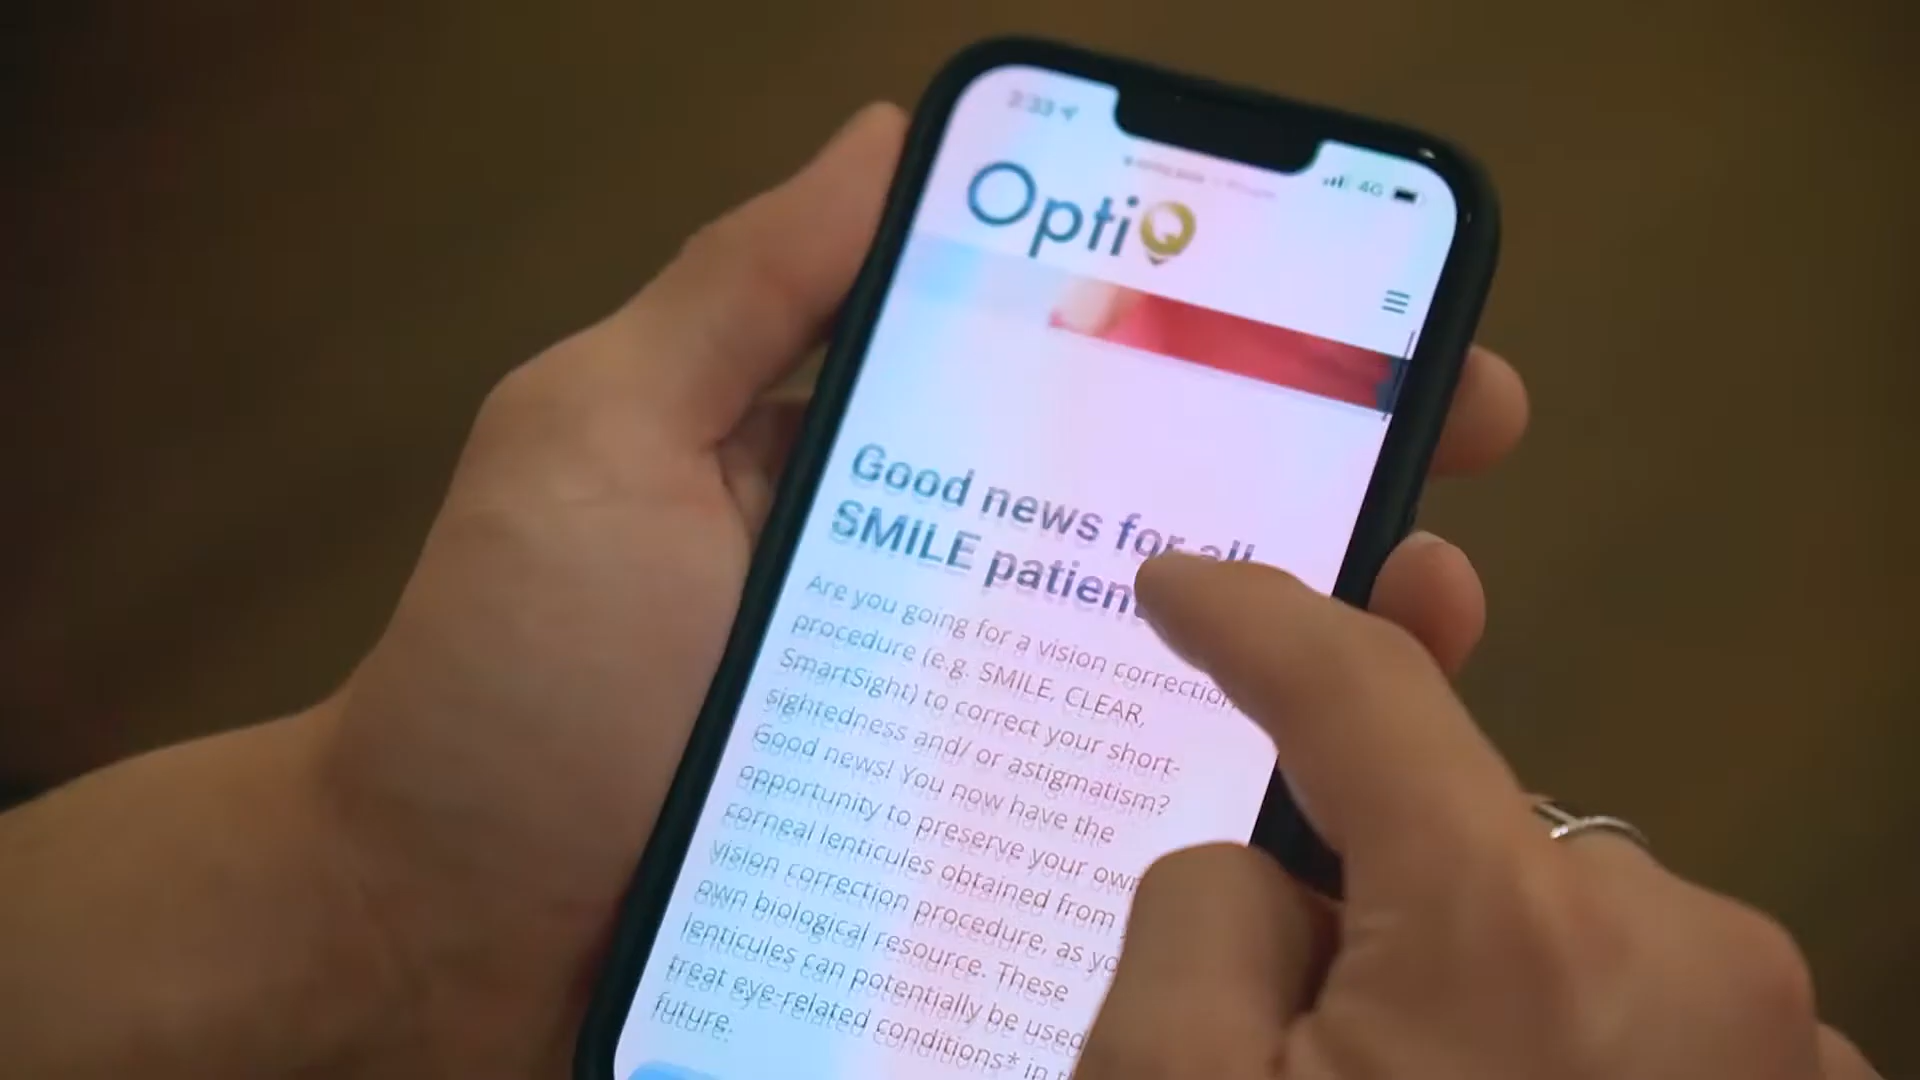 2:33
4G
OptiQ
Good news for all
SMILE patien
Are you going for a vision correction
procedure (e.g. SMILE, CLEAR,
SmartSight) to correct your short-
sightedness and/ or astigmatism?
Good news! You now have the
opportunity to preserve your own
corneal lenticules obtained from
vision correction procedure, as yo
own biological resource. These
lenticules can potentially be used
treat eye-related conditions* in t
future.